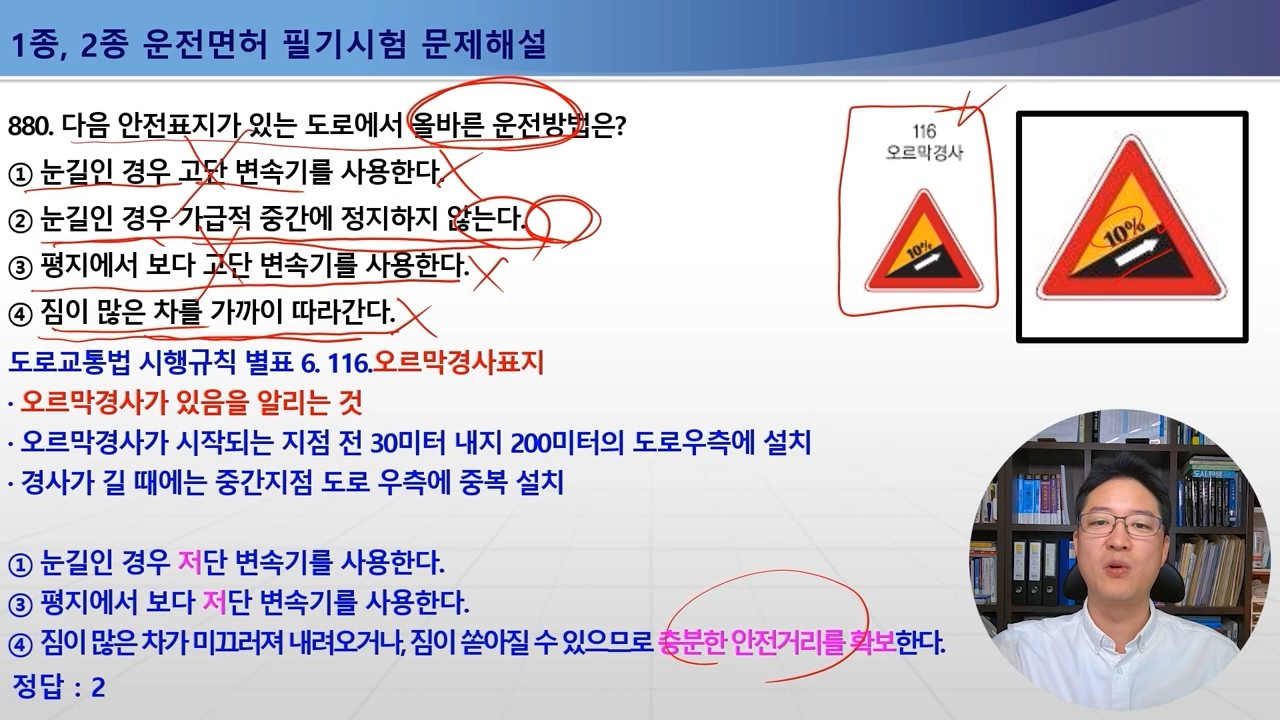 1종, 2종 운전면허 필기시험 문제해설
880. 다음 안전표지가 있는 도로에서 올바른 운전방법은?
① 눈길인 경우 고단 변속기를 사용한다.
② 눈길인 경우 가급적 중간에 정지하지 않는다.
③ 평지에서 보다 고단 변속기를 사용한다.
④ 짐이 많은 차를 가까이 따라간다.
116
오르막경사
10%
10%
도로교통법 시행규칙 별표 6. 116.오르막경사표지
· 오르막경사가 있음을 알리는 것
· 오르막경사가 시작되는 지점 전 30미터 내지 200미터의 도로우측에 설치
· 경사가 길 때에는 중간지점 도로 우측에 중복 설치
① 눈길인 경우 저단 변속기를 사용한다.
③ 평지에서 보다 저단 변속기를 사용한다.
④ 짐이 많은 차가 미끄러져 내려오거나, 짐이 쏟아질 수 있으므로 충분한 안전거리를 확보한다.
정답 : 2